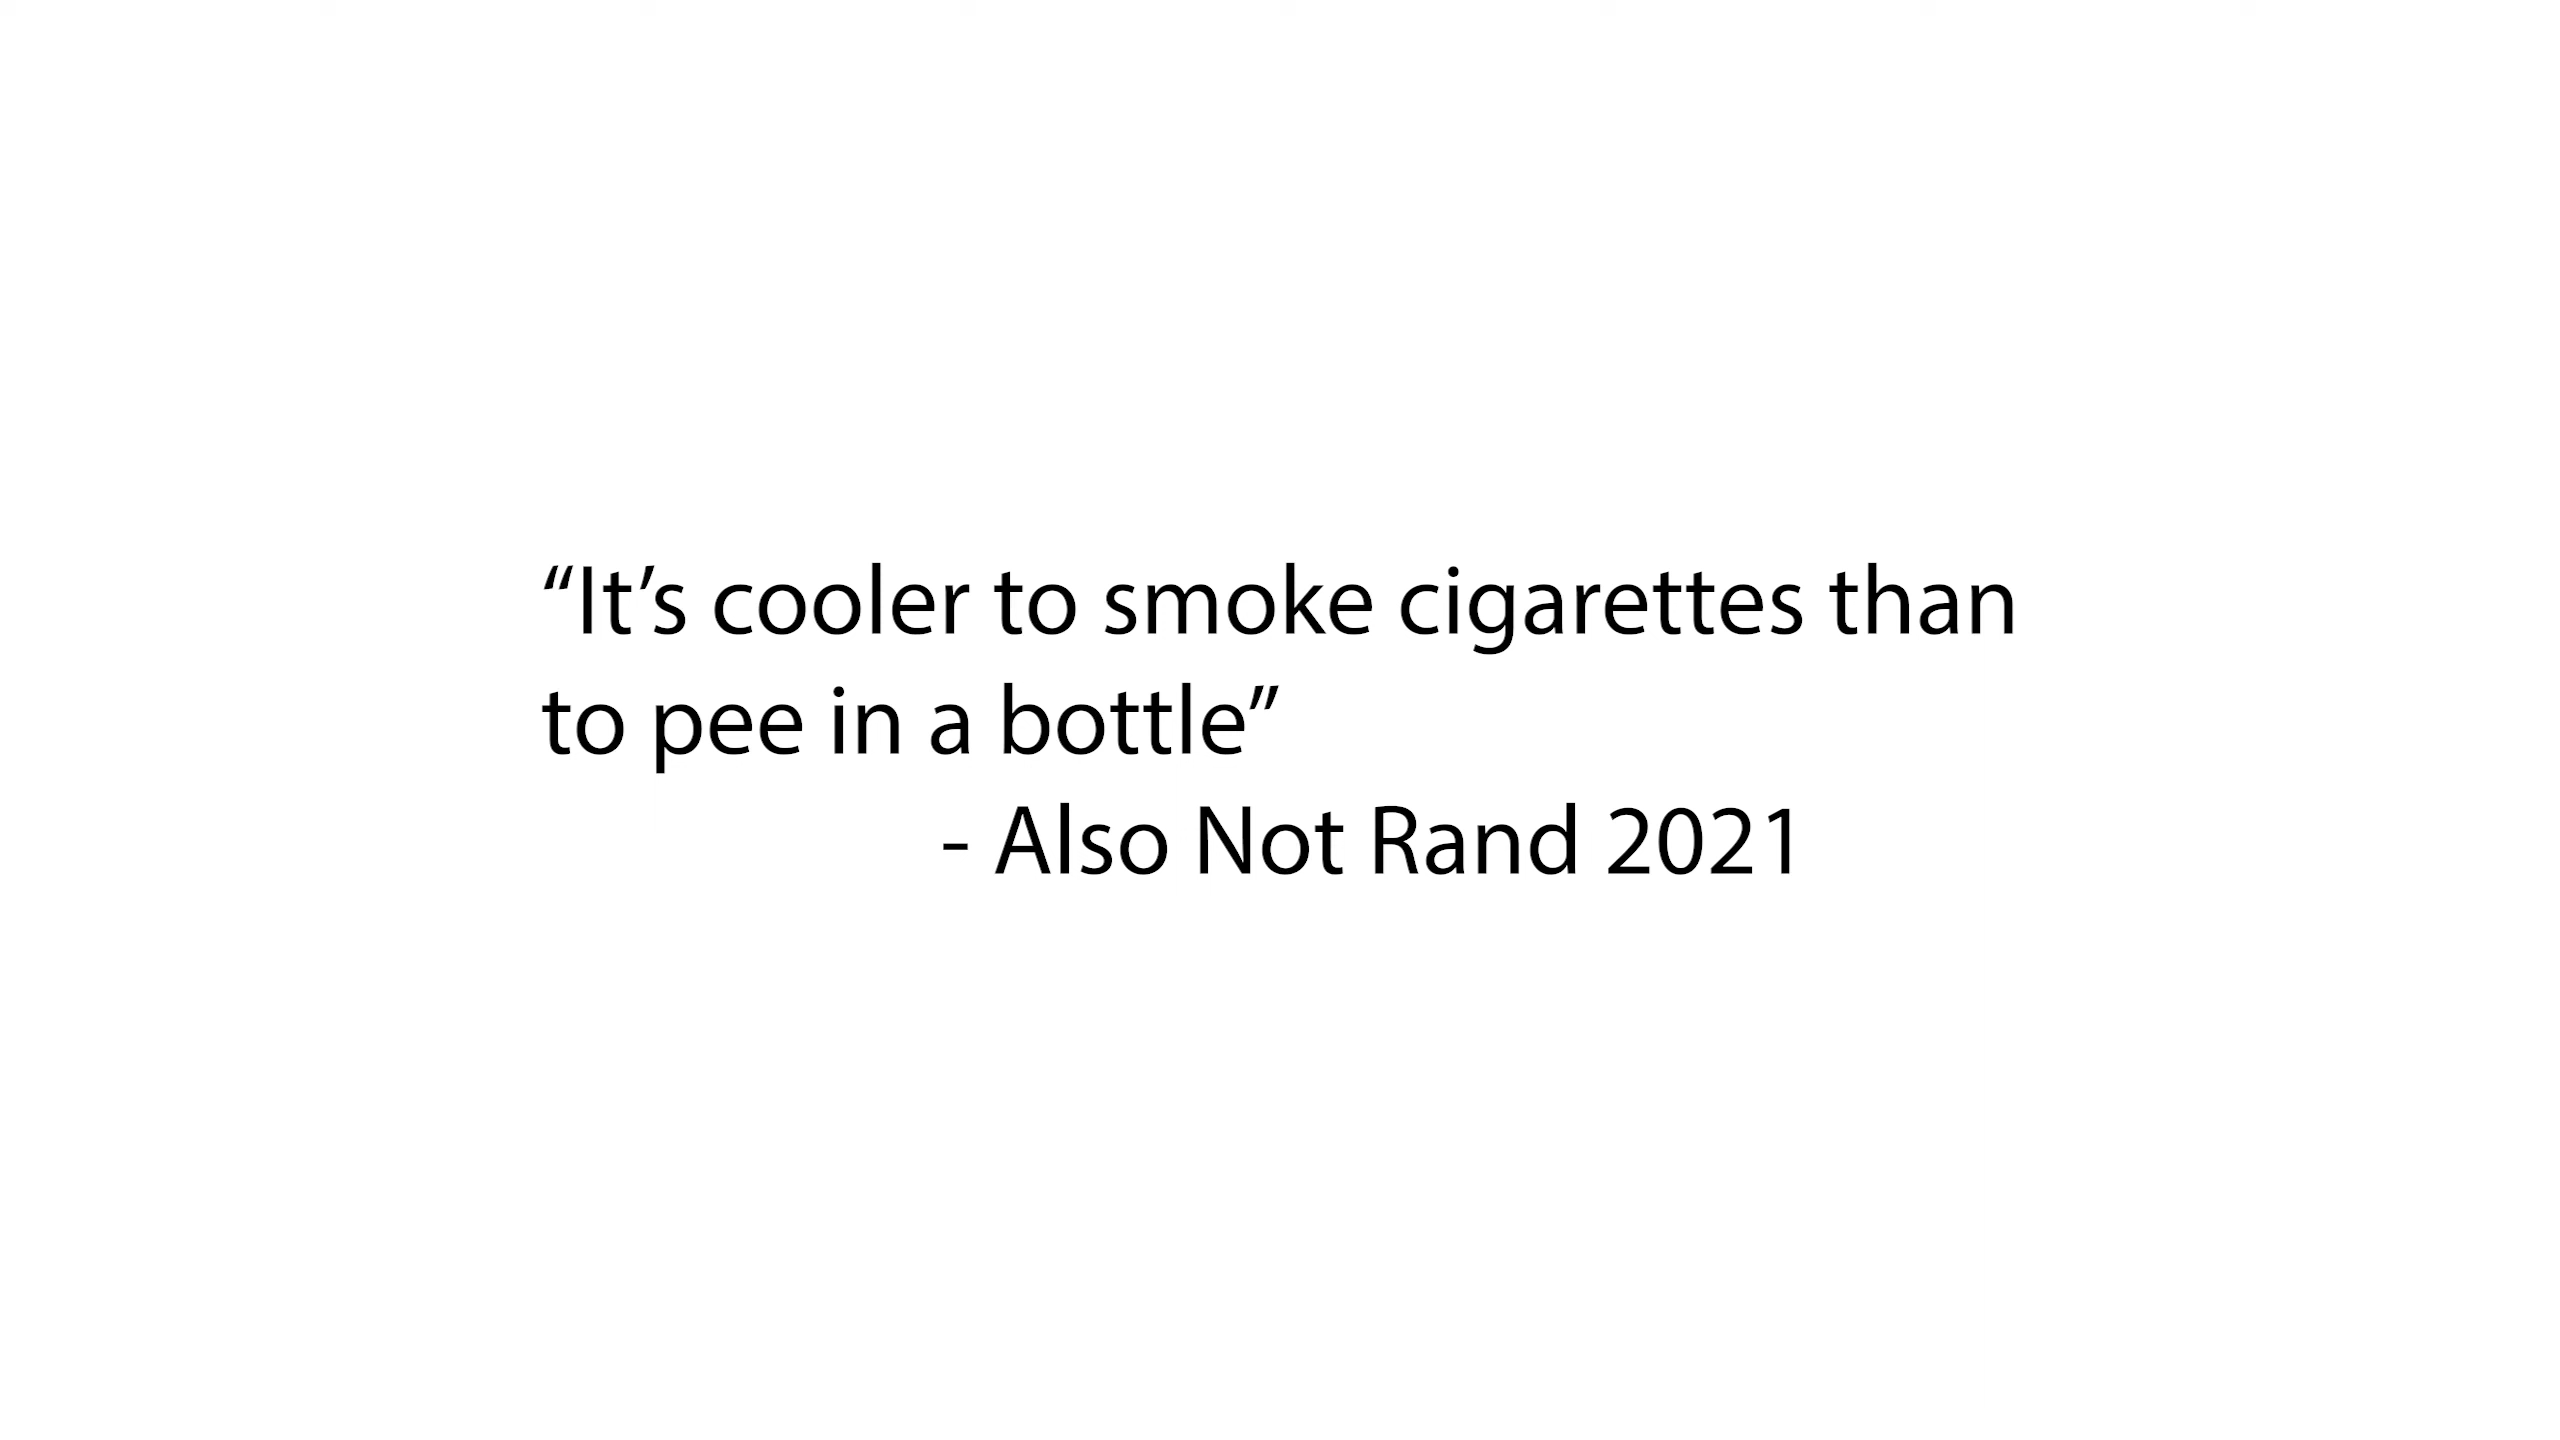 “It’s cooler to smoke cigarettes than
to pee in a bottle”
- Also Not Rand 2021